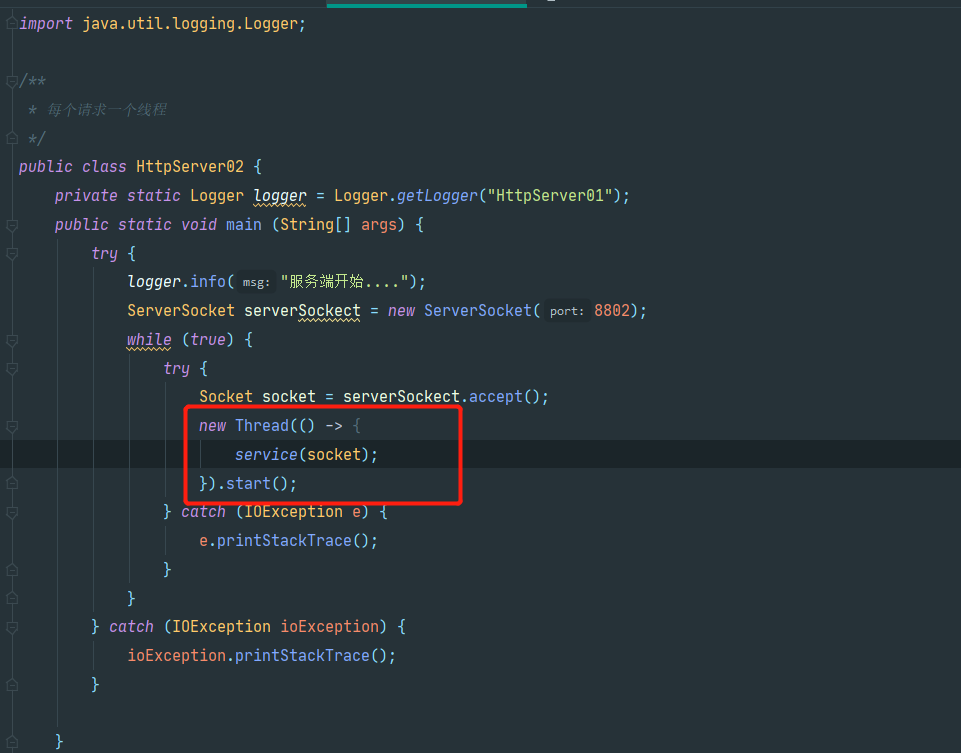 import java.util.logging.Logger;
/**
* 每个请求一个线程
*/
public class HttpServer02 {
private static Logger logger = Logger.getLogger("HttpServer01");
public static void main (String[] args) {
try {
logger.info( msg: "服务端开始....");
ServerSocket serverSockect = new ServerSocket( port: 8802);
while (true) {
try {
Socket socket = serverSockect.accept();
new Thread(() -> {
service(socket);
}).start();
} catch (IOException e) {
e.printStackTrace();
}
}
} catch (IOException ioException) {
ioException.printStackTrace();
}
}